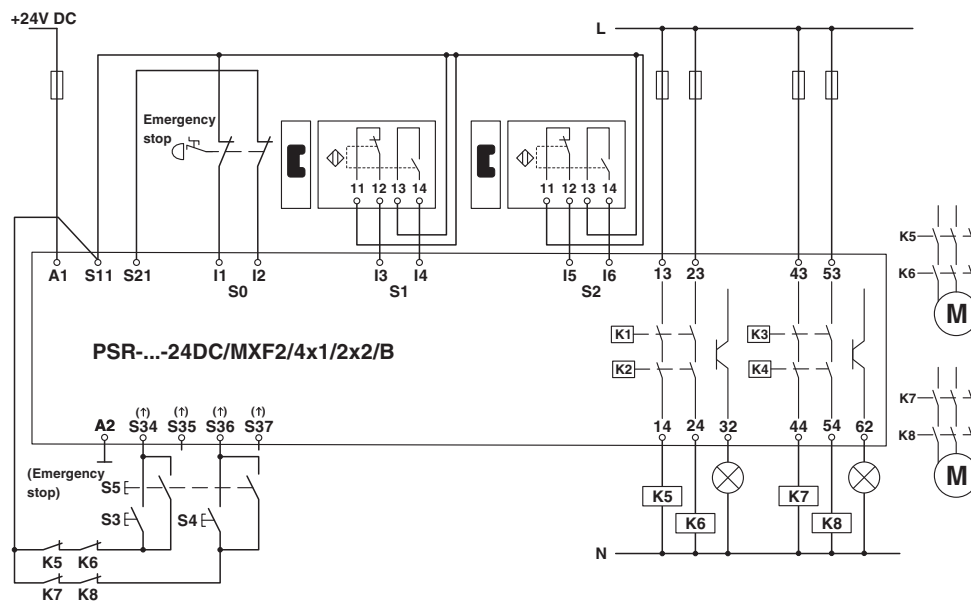 +24V DC
L
Emergency
stop
11 12 13 14
11 12 13 14
K5
K6
M
A1 S11 S21 I1 I2 I3 I4 I5 I6 13 23 43 53
S0 S1 S2
K1 K3
PSR-...-24DC/MXF2/4x1/2x2/B
K2 K4
K7
K8
M
(↑) (↑) (↑) (↑)
A2 S34 S35 S36 S37 14 24 32 44 54 62
(Emergency
stop)
S5
S3 S4
K5 K7
K6 K8
N
K5 K6
K7 K8